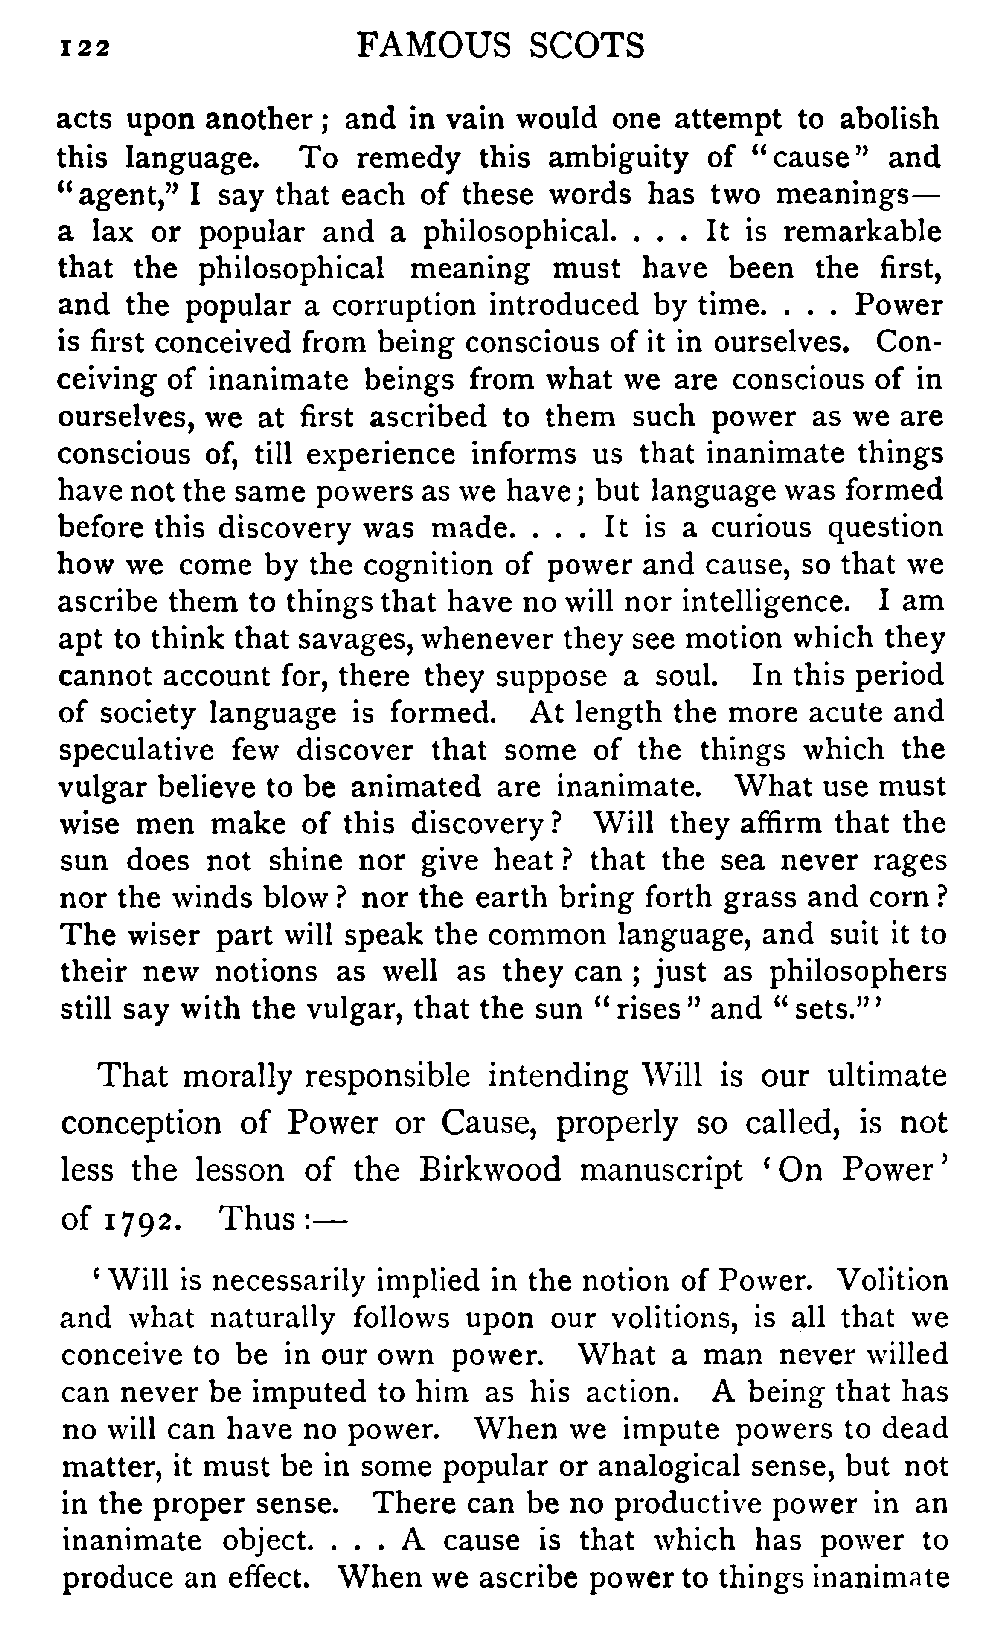 122 FAMOUS SCOTS
acts upon another; and in vain would one attempt to abolish
this language. To remedy this ambiguity of "cause" and
"agent," I say that each of these words has two meanings—
a lax or popular and a philosophical. . . . It is remarkable
that the philosophical meaning must have been the first,
and the popular a corruption introduced by time. . . . Power
is first conceived from being conscious of it in ourselves. Con-
ceiving of inanimate beings from what we are conscious of in
ourselves, we at first ascribed to them such power as we are
conscious of, till experience informs us that inanimate things
have not the same powers as we have; but language was formed
before this discovery was made. . . . It is a curious question
how we come by the cognition of power and cause, so that we
ascribe them to things that have no will nor intelligence. I am
apt to think that savages, whenever they see motion which they
cannot account for, there they suppose a soul. In this period
of society language is formed. At length the more acute and
speculative few discover that some of the things which the
vulgar believe to be animated are inanimate. What use must
wise men make of this discovery? Will they affirm that the
sun does not shine nor give heat? that the sea never rages
nor the winds blow? nor the earth bring forth grass and corn?
The wiser part will speak the common language, and suit it to
their new notions as well as they can; just as philosophers
still say with the vulgar, that the sun "rises" and "sets."'
That morally responsible intending Will is our ultimate
conception of Power or Cause, properly so called, is not
less the lesson of the Birkwood manuscript 'On Power'
of 1792. Thus:—
'Will is necessarily implied in the notion of Power. Volition
and what naturally follows upon our volitions, is all that we
conceive to be in our own power. What a man never willed
can never be imputed to him as his action. A being that has
no will can have no power. When we impute powers to dead
matter, it must be in some popular or analogical sense, but not
in the proper sense. There can be no productive power in an
inanimate object. . . . A cause is that which has power to
produce an effect. When we ascribe power to things inanimate